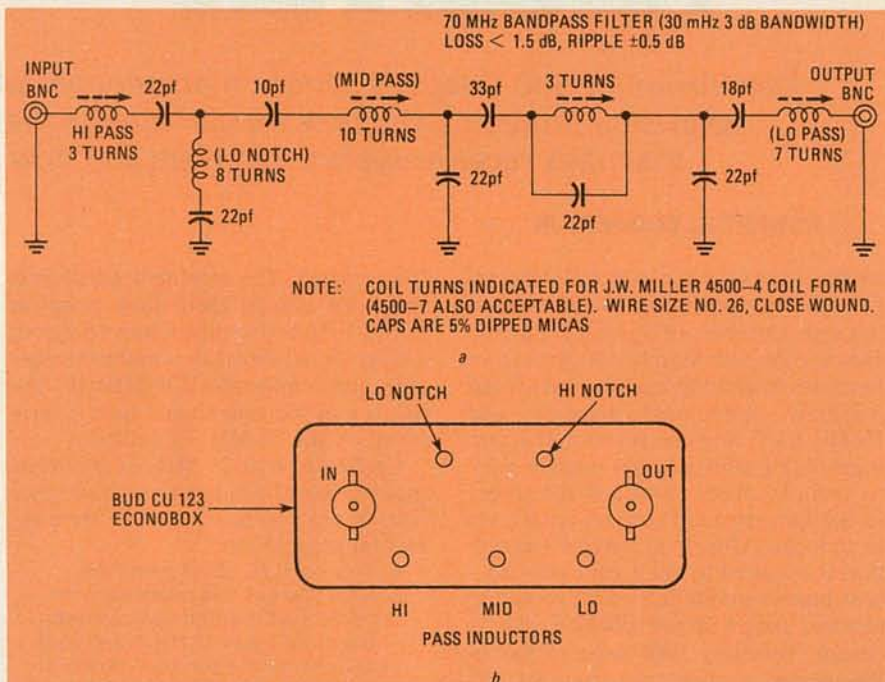 70 MHz BANDPASS FILTER (30 mHz 3 dB BANDWIDTH)
LOSS < 1.5 dB, RIPPLE ±0.5 dB
INPUT
BNC
22pf
10pf
(MID PASS)
33pf
3 TURNS
18pf
OUTPUT
BNC
HI PASS
3 TURNS
(LO NOTCH)
8 TURNS
10 TURNS
(LO PASS)
7 TURNS
22pf
22pf
22pf
22pf
NOTE: COIL TURNS INDICATED FOR J.W. MILLER 4500–4 COIL FORM
(4500–7 ALSO ACCEPTABLE). WIRE SIZE NO. 26, CLOSE WOUND.
CAPS ARE 5% DIPPED MICAS
a
LO NOTCH
HI NOTCH
IN
OUT
BUD CU 123
ECONOBOX
HI
MID
LO
PASS INDUCTORS
b